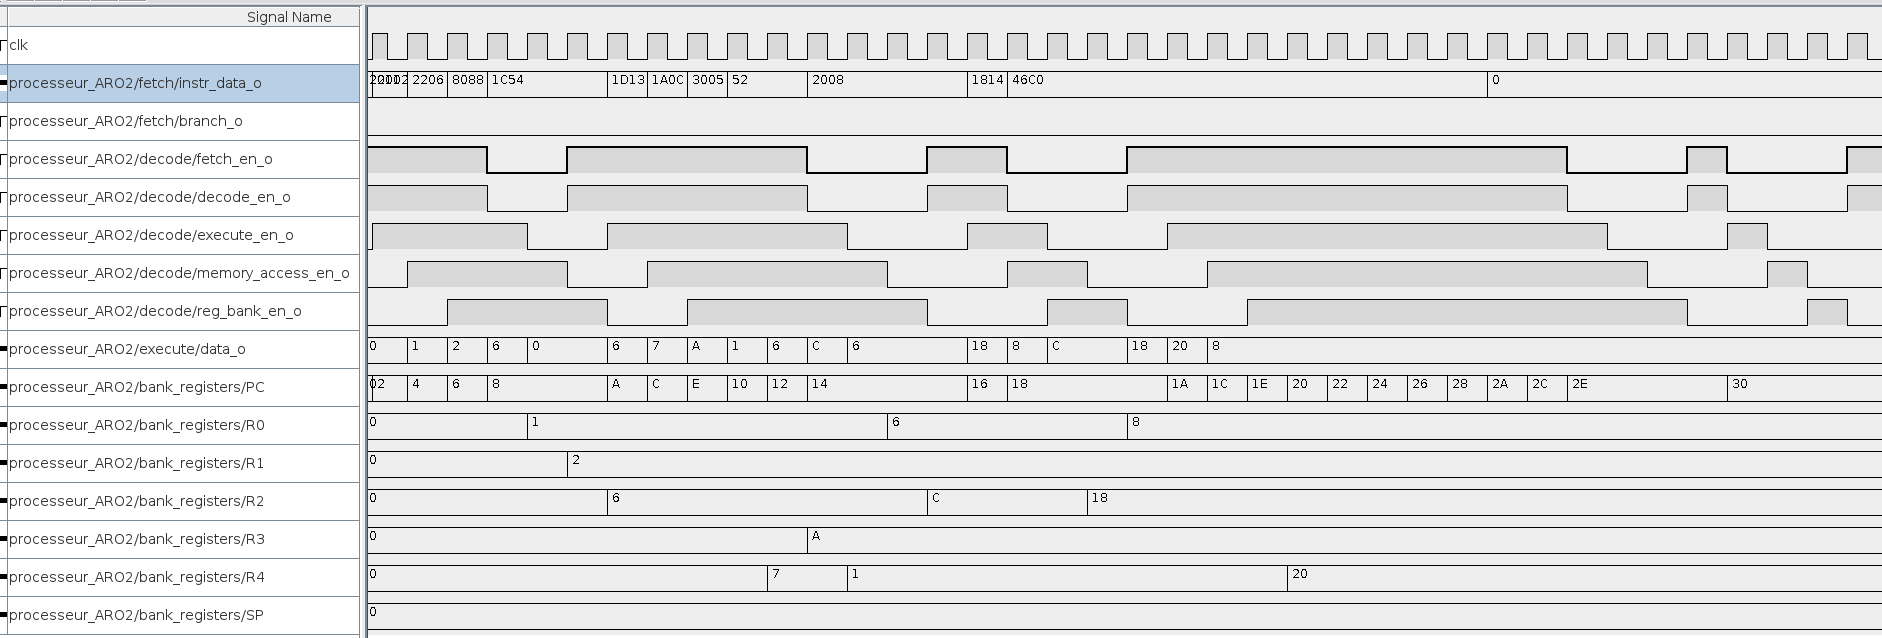 Signal Name
clk
processeur_ARO2/fetch/instr_data_o 2102 2206 8088 1C54 1D13 1A0C 3005 52 2008 1814 46C0 0
processeur_ARO2/fetch/branch_o
processeur_ARO2/decode/fetch_en_o
processeur_ARO2/decode/decode_en_o
processeur_ARO2/decode/execute_en_o
processeur_ARO2/decode/memory_access_en_o
processeur_ARO2/decode/reg_bank_en_o
processeur_ARO2/execute/data_o 0 1 2 6 0 6 7 A 1 6 C 6 18 8 C 18 20 8
processeur_ARO2/bank_registers/PC 0 2 4 6 8 A C E 10 12 14 16 18 1A 1C 1E 20 22 24 26 28 2A 2C 2E 30
processeur_ARO2/bank_registers/R0 0 1 6 8
processeur_ARO2/bank_registers/R1 0 2
processeur_ARO2/bank_registers/R2 0 6 C 18
processeur_ARO2/bank_registers/R3 0 A
processeur_ARO2/bank_registers/R4 0 7 1 20
processeur_ARO2/bank_registers/SP 0